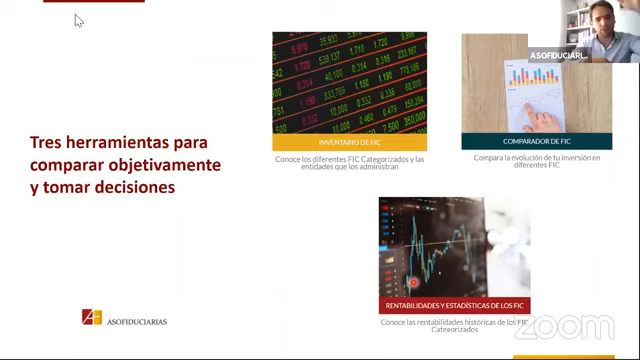 ASOFIDUCIARI...
Tres herramientas para
comparar objetivamente
y tomar decisiones
INVENTARIO DE FIC
Conoce los diferentes FIC Categorizados y las
entidades que los administran
COMPARADOR DE FIC
Compara la evolución de tu inversión en
diferentes FIC
RENTABILIDADES Y ESTADÍSTICAS DE LOS FIC
Conoce las rentabilidades históricas de los FIC
Categorizados
ASOFIDUCIARIAS
zoom